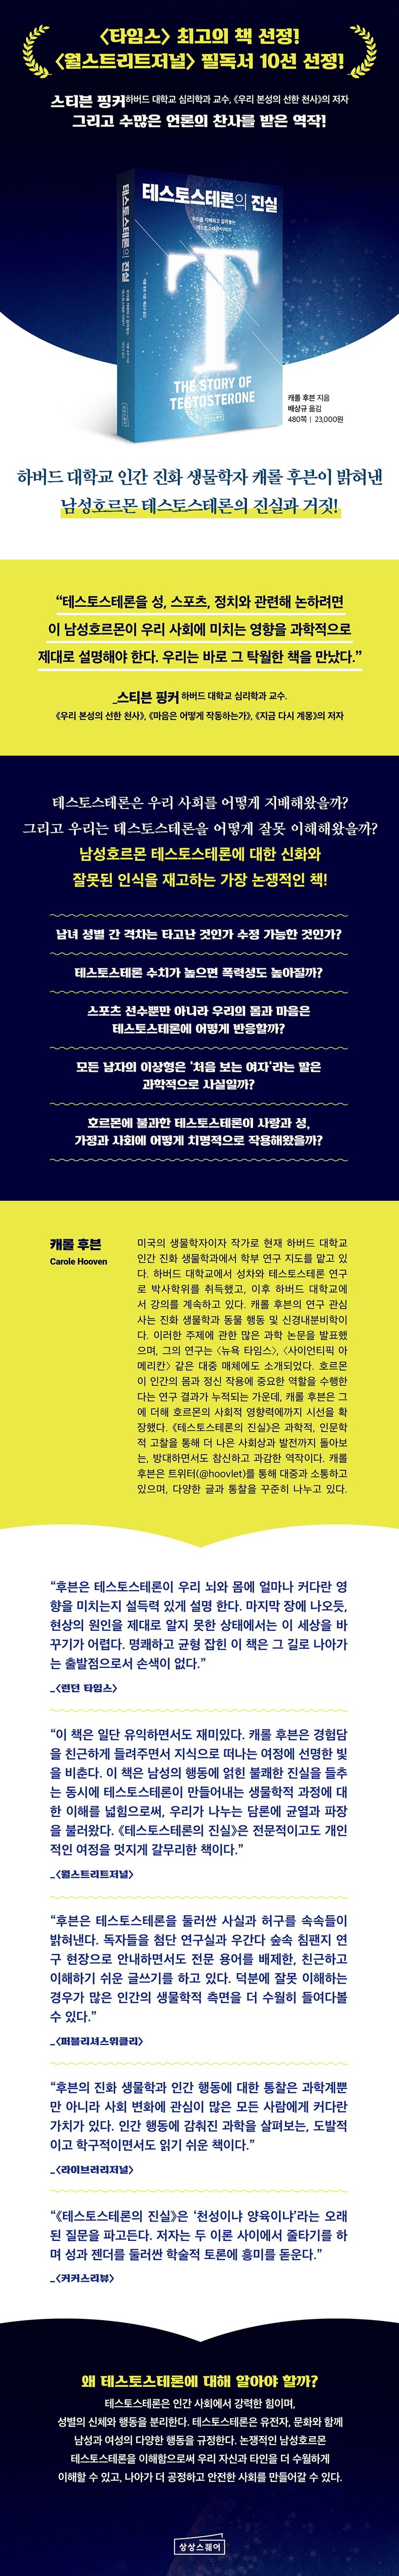 〈타임스〉 최고의 책 선정!
〈월스트리트저널〉 필독서 10선 선정!
스티븐 핑커 하버드 대학교 심리학과 교수, 《우리 본성의 선한 천사》의 저자
그리고 수많은 언론의 찬사를 받은 역작!
테스토스테론의 진실
테스토스테론의 진실
T
THE STORY OF
TESTOSTERONE
캐롤 후븐 지음
배상규 옮김
480쪽 | 23,000원
하버드 대학교 인간 진화 생물학자 캐롤 후븐이 밝혀낸
남성호르몬 테스토스테론의 진실과 거짓!
“테스토스테론을 성, 스포츠, 정치와 관련해 논하려면
이 남성호르몬이 우리 사회에 미치는 영향을 과학적으로
제대로 설명해야 한다. 우리는 바로 그 탁월한 책을 만났다.”
_스티븐 핑커 하버드 대학교 심리학과 교수.
《우리 본성의 선한 천사》, 《마음은 어떻게 작동하는가》, 《지금 다시 계몽》의 저자
테스토스테론은 우리 사회를 어떻게 지배해왔을까?
그리고 우리는 테스토스테론을 어떻게 잘못 이해해왔을까?
남성호르몬 테스토스테론에 대한 신화와
잘못된 인식을 재고하는 가장 논쟁적인 책!
남녀 성별 간 격차는 타고난 것인가 수정 가능한 것인가?
테스토스테론 수치가 높으면 폭력성도 높아질까?
스포츠 선수뿐만 아니라 우리의 몸과 마음은
테스토스테론에 어떻게 반응할까?
모든 남자의 이상형은 '처음 보는 여자'라는 말은
과학적으로 사실일까?
호르몬에 불과한 테스토스테론이 사랑과 성,
가정과 사회에 어떻게 치명적으로 작용해왔을까?
캐롤 후븐
Carole Hooven
미국의 생물학자이자 작가로 현재 하버드 대학교
인간 진화 생물학과에서 학부 연구 지도를 맡고 있
다. 하버드 대학교에서 성차와 테스토스테론 연구
로 박사학위를 취득했고, 이후 하버드 대학교에
서 강의를 계속하고 있다. 캐롤 후븐의 연구 관심
사는 진화 생물학과 동물 행동 및 신경내분비학이
다. 이러한 주제에 관한 많은 과학 논문을 발표했
으며, 그의 연구는 〈뉴욕 타임스〉, 〈사이언티픽 아
메리칸〉 같은 대중 매체에도 소개되었다. 호르몬
이 인간의 몸과 정신 작용에 중요한 역할을 수행한
다는 연구 결과가 누적되는 가운데, 캐롤 후븐은 그
에 더해 호르몬의 사회적 영향력에까지 시선을 확
장했다. 《테스토스테론의 진실》은 과학적, 인문학
적 고찰을 통해 더 나은 사회상과 발전까지 돌아보
는, 방대하면서도 참신하고 과감한 역작이다. 캐롤
후븐은 트위터(@hoovlet)를 통해 대중과 소통하고
있으며, 다양한 글과 통찰을 꾸준히 나누고 있다.
“후븐은 테스토스테론이 우리 뇌와 몸에 얼마나 커다란 영
향을 미치는지 설득력 있게 설명 한다. 마지막 장에 나오듯,
현상의 원인을 제대로 알지 못한 상태에서는 이 세상을 바
꾸기가 어렵다. 명쾌하고 균형 잡힌 이 책은 그 길로 나아가
는 출발점으로서 손색이 없다.”
_〈런던 타임스〉
“이 책은 일단 유익하면서도 재미있다. 캐롤 후븐은 경험담
을 친근하게 들려주면서 지식으로 떠나는 여정에 선명한 빛
을 비춘다. 이 책은 남성의 행동에 얽힌 불쾌한 진실을 들추
는 동시에 테스토스테론이 만들어내는 생물학적 과정에 대
한 이해를 넓힘으로써, 우리가 나누는 담론에 균열과 파장
을 불러왔다. 《테스토스테론의 진실》은 전문적이고도 개인
적인 여정을 멋지게 갈무리한 책이다.”
_〈월스트리트저널〉
“후븐은 테스토스테론을 둘러싼 사실과 허구를 속속들이
밝혀낸다. 독자들을 첨단 연구실과 우간다 숲속 침팬지 연
구 현장으로 안내하면서도 전문 용어를 배제한, 친근하고
이해하기 쉬운 글쓰기를 하고 있다. 덕분에 잘못 이해하는
경우가 많은 인간의 생물학적 측면을 더 수월히 들여다볼
수 있다.”
_〈퍼블리셔스위클리〉
“후븐의 진화 생물학과 인간 행동에 대한 통찰은 과학계뿐
만 아니라 사회 변화에 관심이 많은 모든 사람에게 커다란
가치가 있다. 인간 행동에 감춰진 과학을 살펴보는, 도발적
이고 학구적이면서도 읽기 쉬운 책이다.”
_〈라이브러리저널〉
“《테스토스테론의 진실》은 ‘천성이냐 양육이냐’라는 오래
된 질문을 파고든다. 저자는 두 이론 사이에서 줄타기를 하
며 성과 젠더를 둘러싼 학술적 토론에 흥미를 돋운다.”
_〈커커스리뷰〉
왜 테스토스테론에 대해 알아야 할까?
테스토스테론은 인간 사회에서 강력한 힘이며,
성별의 신체와 행동을 분리한다. 테스토스테론은 유전자, 문화와 함께
남성과 여성의 다양한 행동을 규정한다. 논쟁적인 남성호르몬
테스토스테론을 이해함으로써 우리 자신과 타인을 더 수월하게
이해할 수 있고, 나아가 더 공정하고 안전한 사회를 만들어갈 수 있다.
상상스퀘어